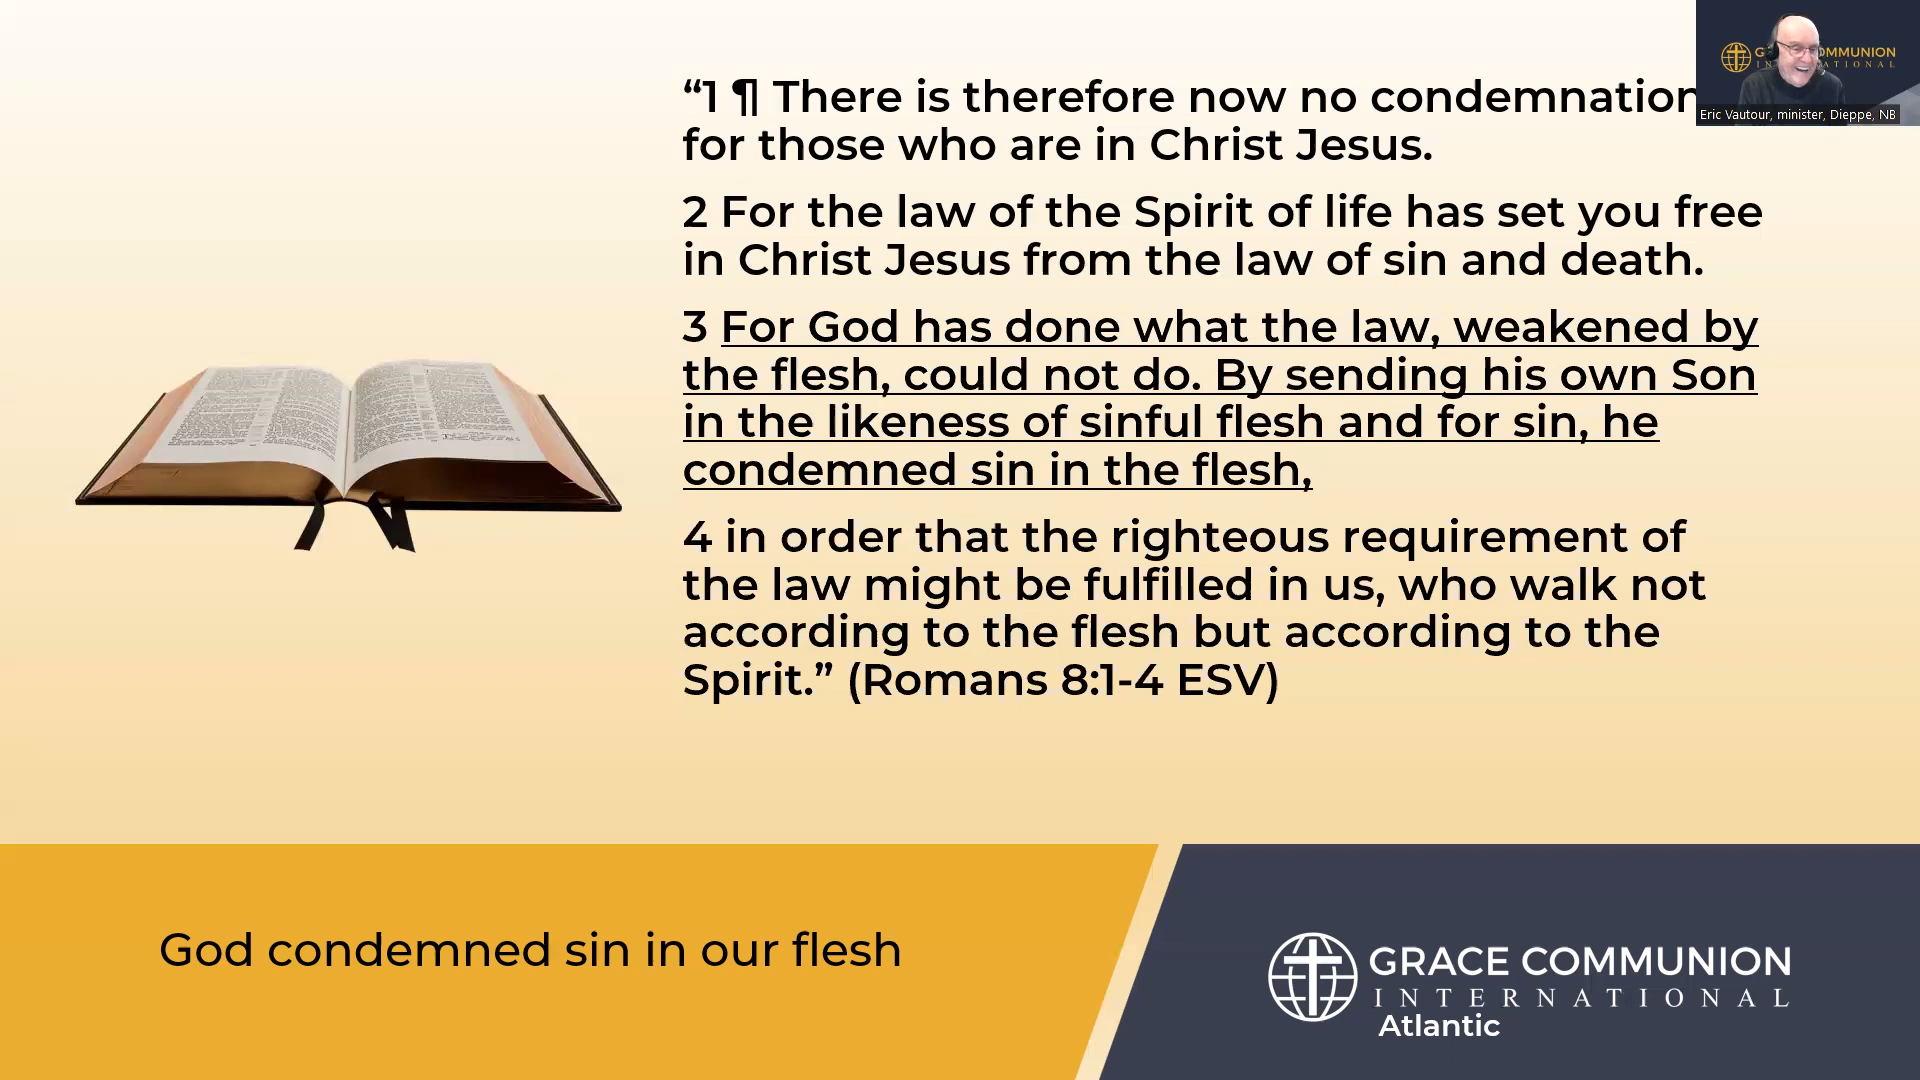 “1 ¶ There is therefore now no condemnation
for those who are in Christ Jesus.
2 For the law of the Spirit of life has set you free
in Christ Jesus from the law of sin and death.
3 For God has done what the law, weakened by
the flesh, could not do. By sending his own Son
in the likeness of sinful flesh and for sin, he
condemned sin in the flesh,
4 in order that the righteous requirement of
the law might be fulfilled in us, who walk not
according to the flesh but according to the
Spirit.” (Romans 8:1-4 ESV)
Eric Vautour, minister, Dieppe, NB
God condemned sin in our flesh
GRACE COMMUNION
INTERNATIONAL
Atlantic